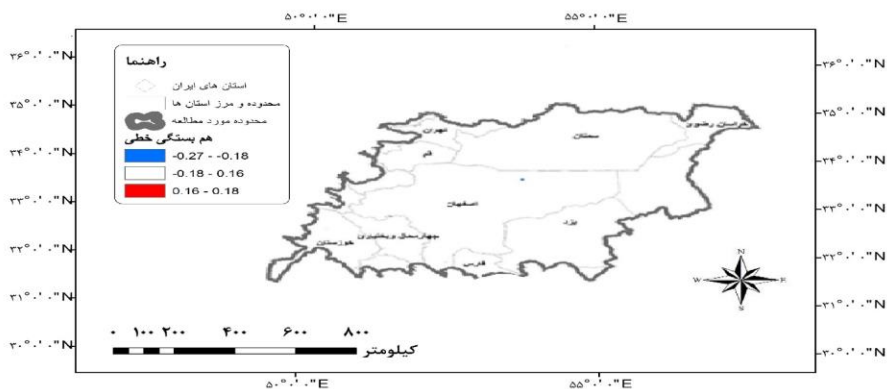 ۵۰°۰'۰"E ۵۵°۰'۰"E
۳۶°۰'۰"N ۳۶°۰'۰"N
۳۵°۰'۰"N ۳۵°۰'۰"N
۳۴°۰'۰"N ۳۴°۰'۰"N
۳۳°۰'۰"N ۳۳°۰'۰"N
۳۲°۰'۰"N ۳۲°۰'۰"N
۳۱°۰'۰"N ۳۱°۰'۰"N
۳۰°۰'۰"N ۳۰°۰'۰"N
راهنما
استان های ایران
محدوده و مرز استان ها
محدوده مورد مطالعه
هم بستگی خطی
-0.27 - -0.18
-0.18 - 0.16
0.16 - 0.18
تهران
سمنان
خراسان رضوی
قم
اصفهان
یزد
چهارمحال وبختیاری
خوزستان
فارس
N
W E
S
۰ ۱۰۰ ۲۰۰ ۴۰۰ ۶۰۰ ۸۰۰
کیلومتر
۵۰°۰'۰"E ۵۵°۰'۰"E